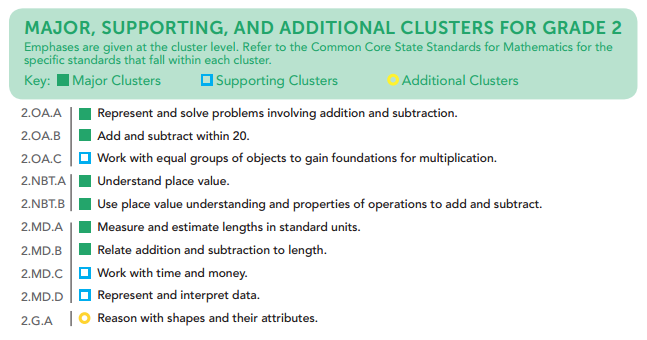 MAJOR, SUPPORTING, AND ADDITIONAL CLUSTERS FOR GRADE 2
Emphases are given at the cluster level. Refer to the Common Core State Standards for Mathematics for the
specific standards that fall within each cluster.
Key: Major Clusters Supporting Clusters Additional Clusters
2.OA.A Represent and solve problems involving addition and subtraction.
2.OA.B Add and subtract within 20.
2.OA.C Work with equal groups of objects to gain foundations for multiplication.
2.NBT.A Understand place value.
2.NBT.B Use place value understanding and properties of operations to add and subtract.
2.MD.A Measure and estimate lengths in standard units.
2.MD.B Relate addition and subtraction to length.
2.MD.C Work with time and money.
2.MD.D Represent and interpret data.
2.G.A Reason with shapes and their attributes.